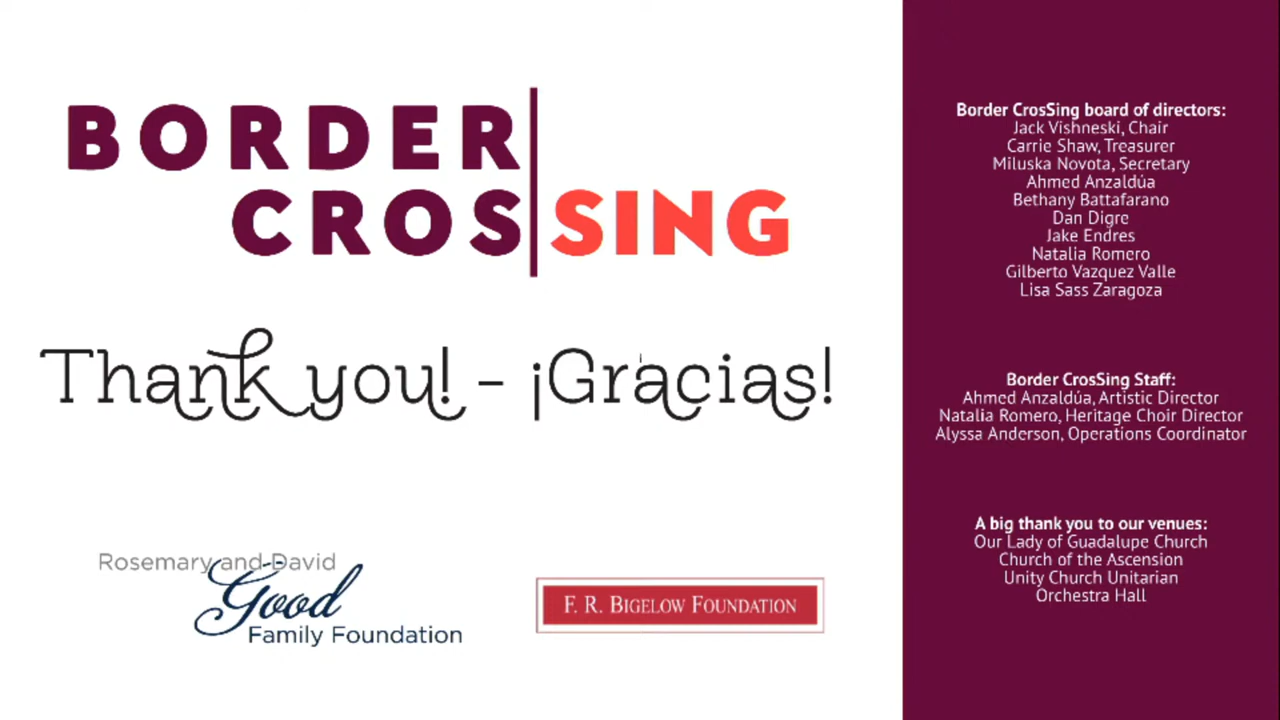 BORDER
CROSSING
Thank you! - ¡Gracias!
Rosemary and David
Good
Family Foundation
F. R. BIGELOW FOUNDATION
Border CrosSing board of directors:
Jack Vishneski, Chair
Carrie Shaw, Treasurer
Miluska Novota, Secretary
Ahmed Anzaldúa
Bethany Battafarano
Dan Digre
Jake Endres
Natalia Romero
Gilberto Vazquez Valle
Lisa Sass Zaragoza
Border CrosSing Staff:
Ahmed Anzaldúa, Artistic Director
Natalia Romero, Heritage Choir Director
Alyssa Anderson, Operations Coordinator
A big thank you to our venues:
Our Lady of Guadalupe Church
Church of the Ascension
Unity Church Unitarian
Orchestra Hall